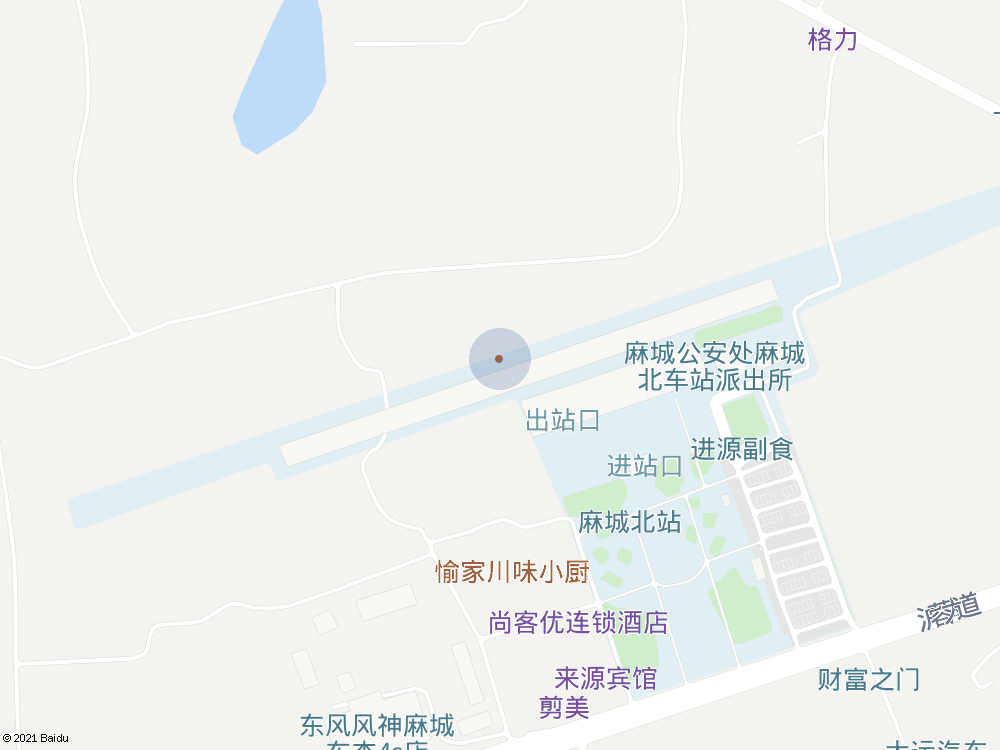 格力
麻城公安处麻城
北车站派出所
出站口
进源副食
进站口
麻城北站
愉家川味小厨
尚客优连锁酒店
来源宾馆
财富之门
剪美
东风风神麻城
© 2021 Baidu